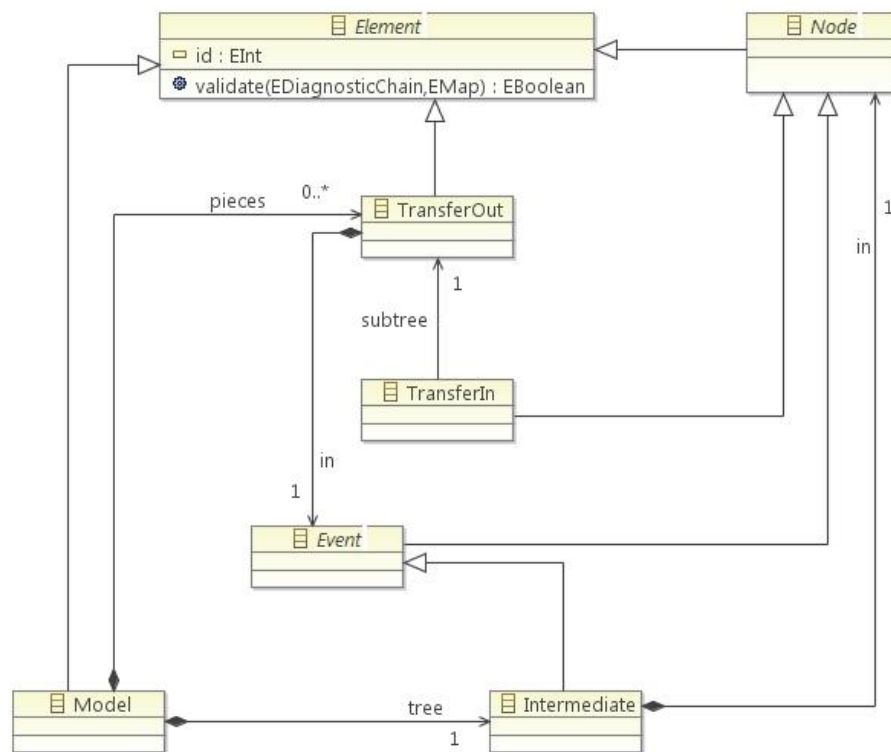 Element
Node
id : EInt
validate(EDiagnosticChain,EMap) : EBoolean
pieces
0..*
TransferOut
1
in
1
subtree
TransferIn
in
1
Event
Model
tree
1
Intermediate